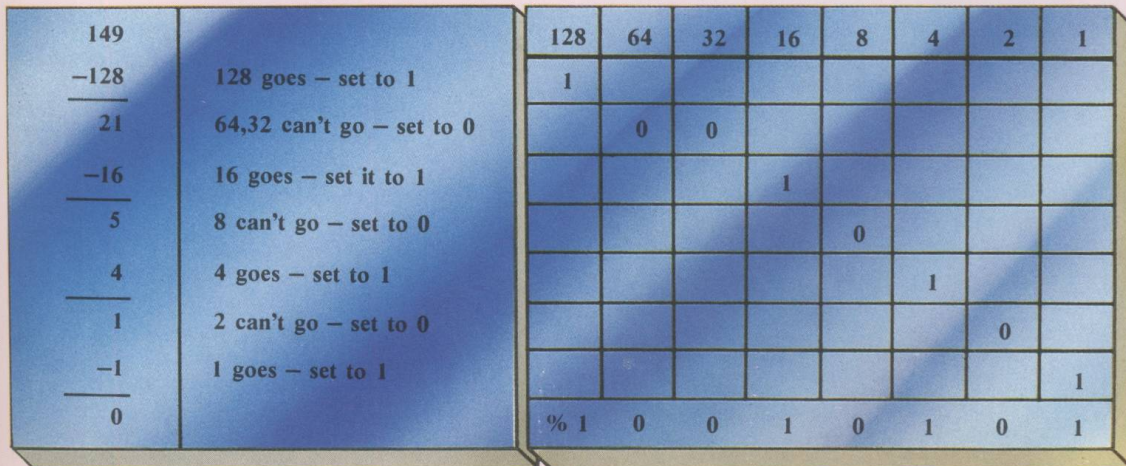 149
−128 128 goes – set to 1
21 64,32 can't go – set to 0
−16 16 goes – set it to 1
5 8 can't go – set to 0
4 4 goes – set to 1
1 2 can't go – set to 0
−1 1 goes – set to 1
0
128 64 32 16 8 4 2 1
1
0 0
1
0
1
0
1
% 1 0 0 1 0 1 0 1